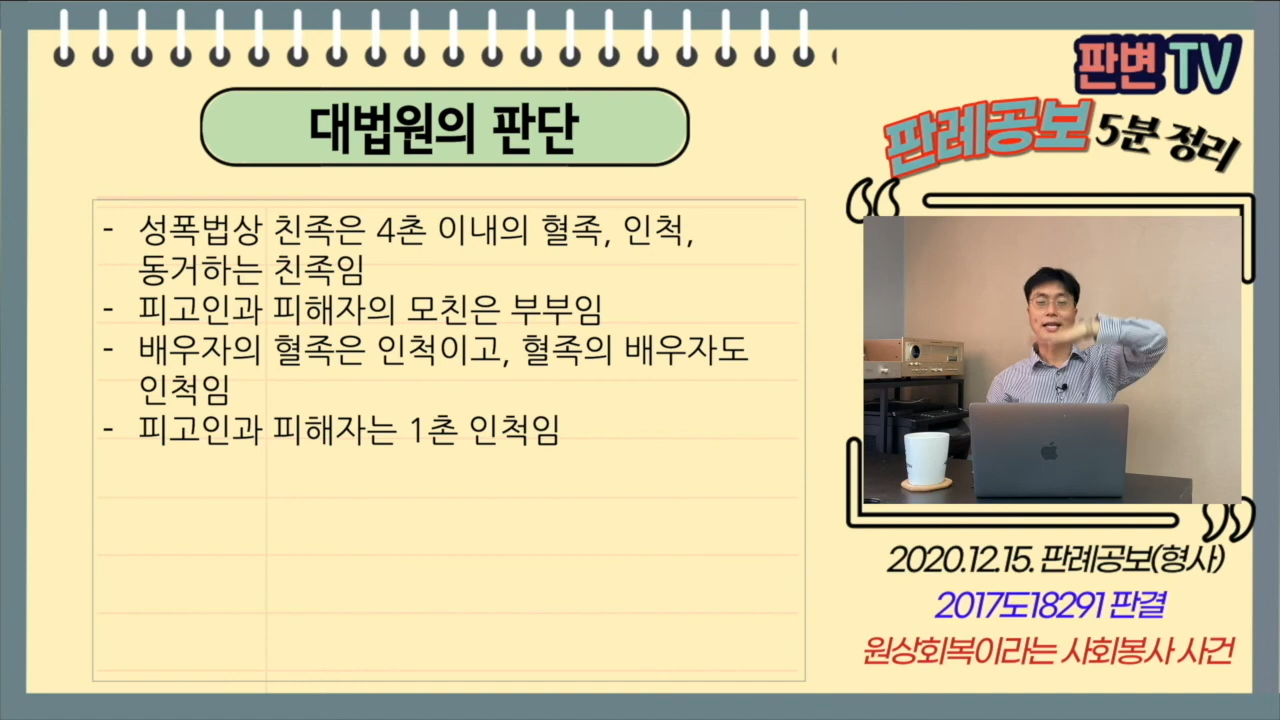 대법원의 판단
- 성폭법상 친족은 4촌 이내의 혈족, 인척,
동거하는 친족임
- 피고인과 피해자의 모친은 부부임
- 배우자의 혈족은 인척이고, 혈족의 배우자도
인척임
- 피고인과 피해자는 1촌 인척임
판변TV
판례공보 5분 정리
2020.12.15. 판례공보(형사)
2017도18291 판결
원상회복이라는 사회봉사 사건